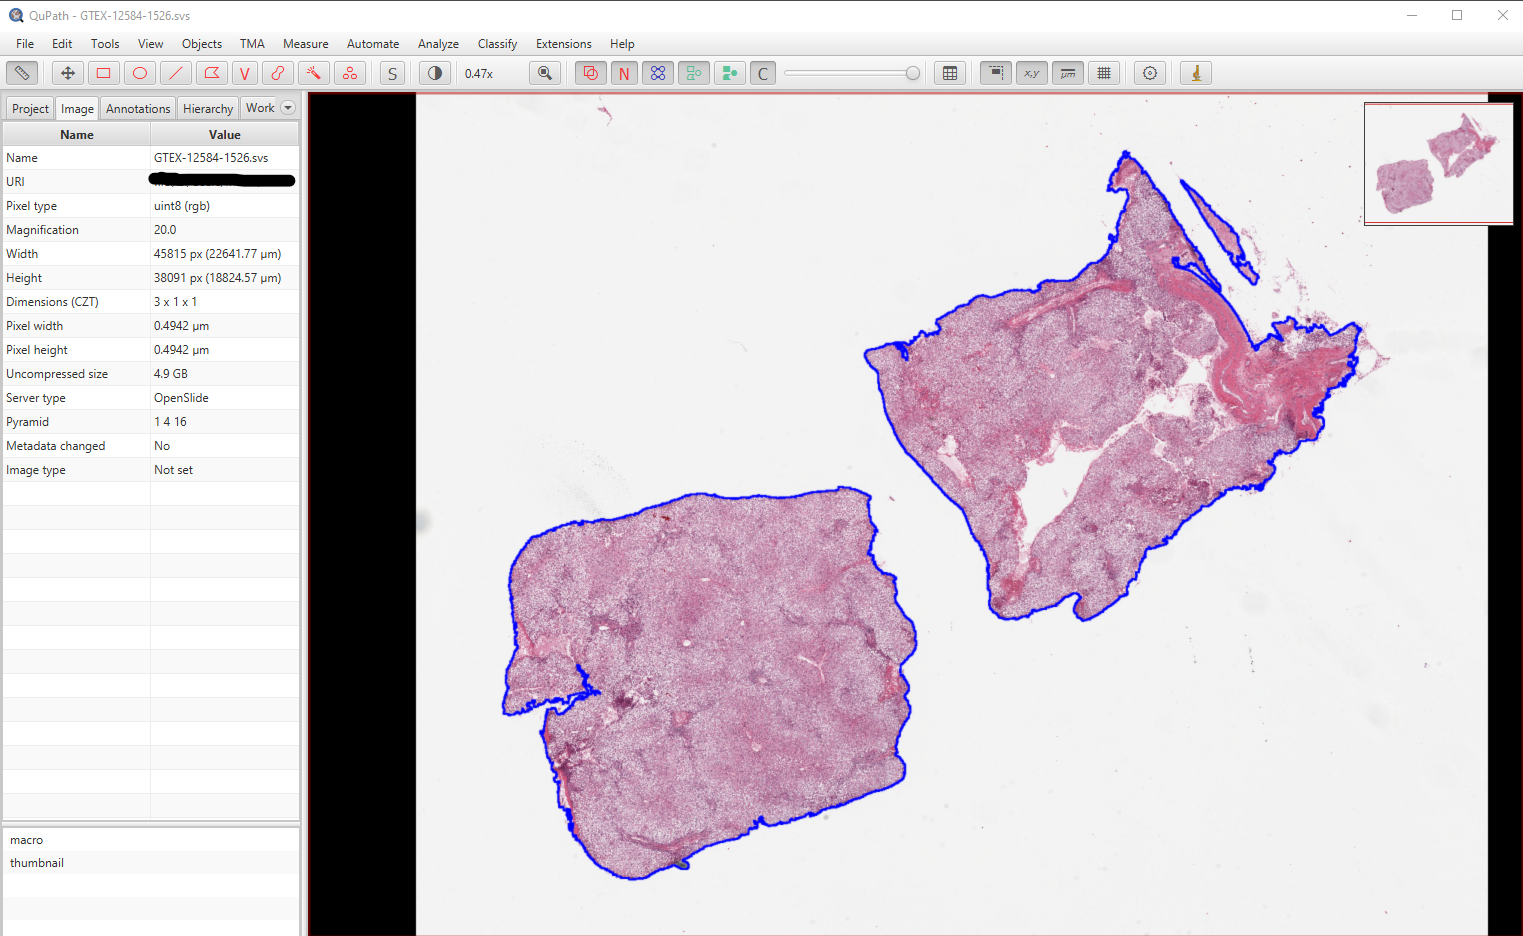 QuPath - GTEX-12584-1526.svs
File Edit Tools View Objects TMA Measure Automate Analyze Classify Extensions Help
V S 0.47x N C x,y µm
Project Image Annotations Hierarchy Work
Name Value
Name GTEX-12584-1526.svs
URI
Pixel type uint8 (rgb)
Magnification 20.0
Width 45815 px (22641.77 µm)
Height 38091 px (18824.57 µm)
Dimensions (CZT) 3 x 1 x 1
Pixel width 0.4942 µm
Pixel height 0.4942 µm
Uncompressed size 4.9 GB
Server type OpenSlide
Pyramid 1 4 16
Metadata changed No
Image type Not set
macro
thumbnail